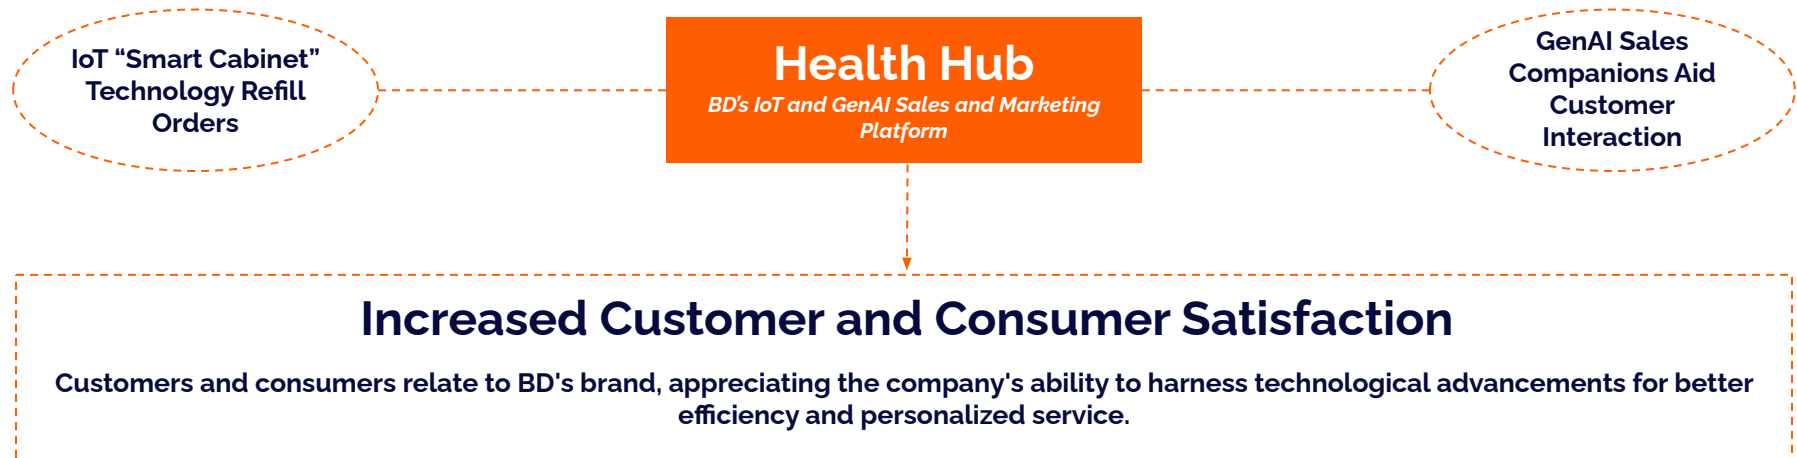 IoT “Smart Cabinet”
Technology Refill
Orders
Health Hub
BD’s IoT and GenAI Sales and Marketing
Platform
GenAI Sales
Companions Aid
Customer
Interaction
Increased Customer and Consumer Satisfaction
Customers and consumers relate to BD's brand, appreciating the company's ability to harness technological advancements for better
efficiency and personalized service.